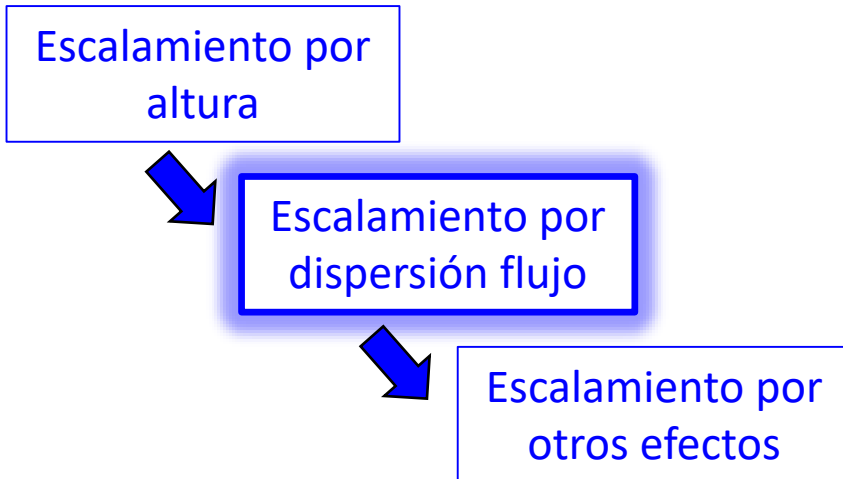 Escalamiento por
altura
Escalamiento por
dispersión flujo
Escalamiento por
otros efectos